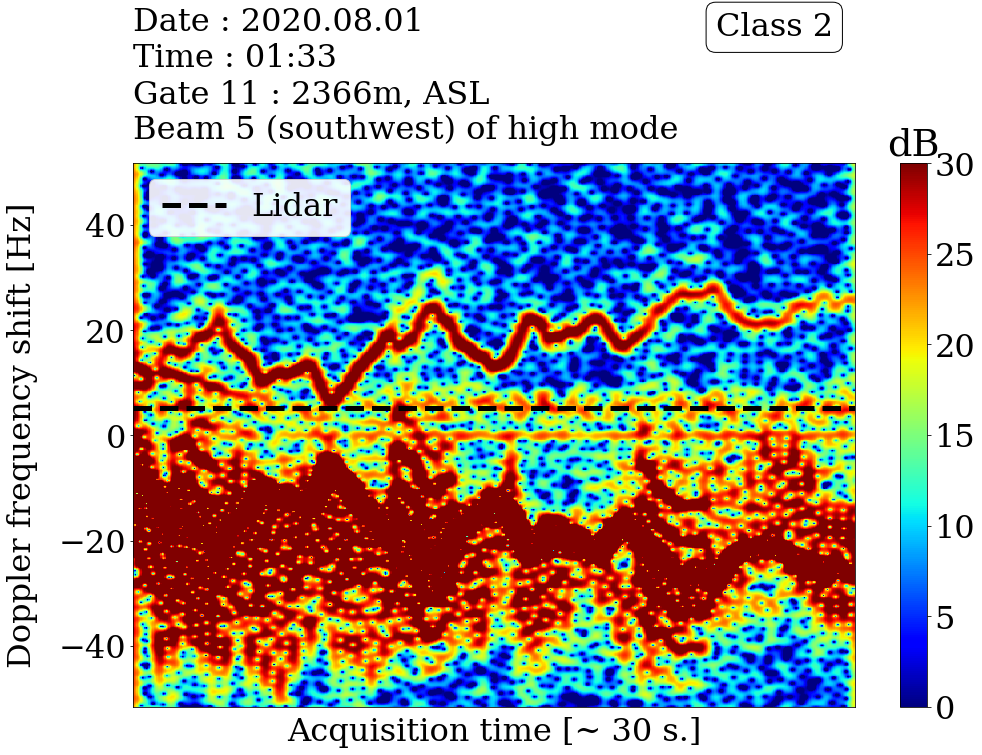 Date : 2020.08.01
Time : 01:33
Gate 11 : 2366m, ASL
Beam 5 (southwest) of high mode
Class 2
dB
Lidar
Doppler frequency shift [Hz]
40
20
0
−20
−40
30
25
20
15
10
5
0
Acquisition time [~ 30 s.]